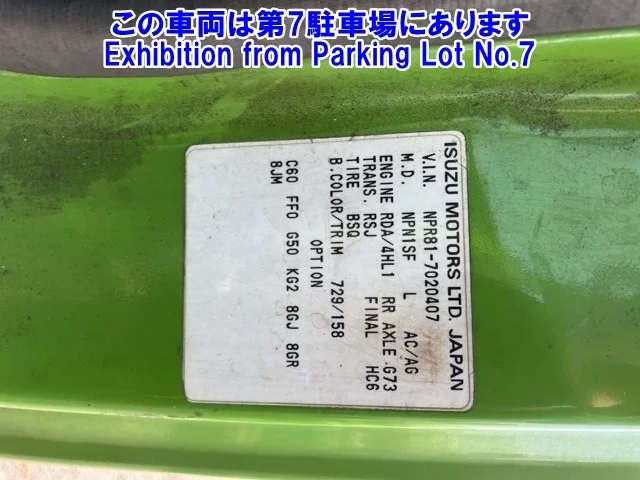 この車両は第7駐車場にあります
Exhibition from Parking Lot No.7
ISUZU MOTORS LTD. JAPAN
V.I.N. NPR81-7020407
M.D. NPN1SF L AC/AG
ENGINE RDA/4HL1 RR AXLE.G73
TRANS. RSJ FINAL HC6
TIRE BSQ
B.COLOR/TRIM 729/158
OPTION
C60 FF0 G50 KG2 8GJ 8GR
8JM